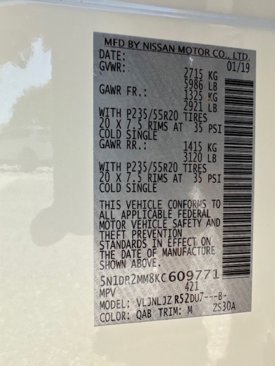 MFD BY NISSAN MOTOR CO., LTD.
DATE: 01/19
GVWR: 2715 KG
5986 LB
GAWR FR.: 1325 KG
2921 LB
WITH P235/55R20 TIRES
20 X 7.5 RIMS AT 35 PSI
COLD SINGLE
GAWR RR.: 1415 KG
3120 LB
WITH P235/55R20 TIRES
20 X 7.5 RIMS AT 35 PSI
COLD SINGLE
THIS VEHICLE CONFORMS TO
ALL APPLICABLE FEDERAL
MOTOR VEHICLE SAFETY AND
THEFT PREVENTION
STANDARDS IN EFFECT ON
THE DATE OF MANUFACTURE
SHOWN ABOVE.
5N1DR2MM8KC609771
MPV 421
MODEL: VLJNLJZ R52DU7---B-
COLOR: QAB TRIM: M ZS30A